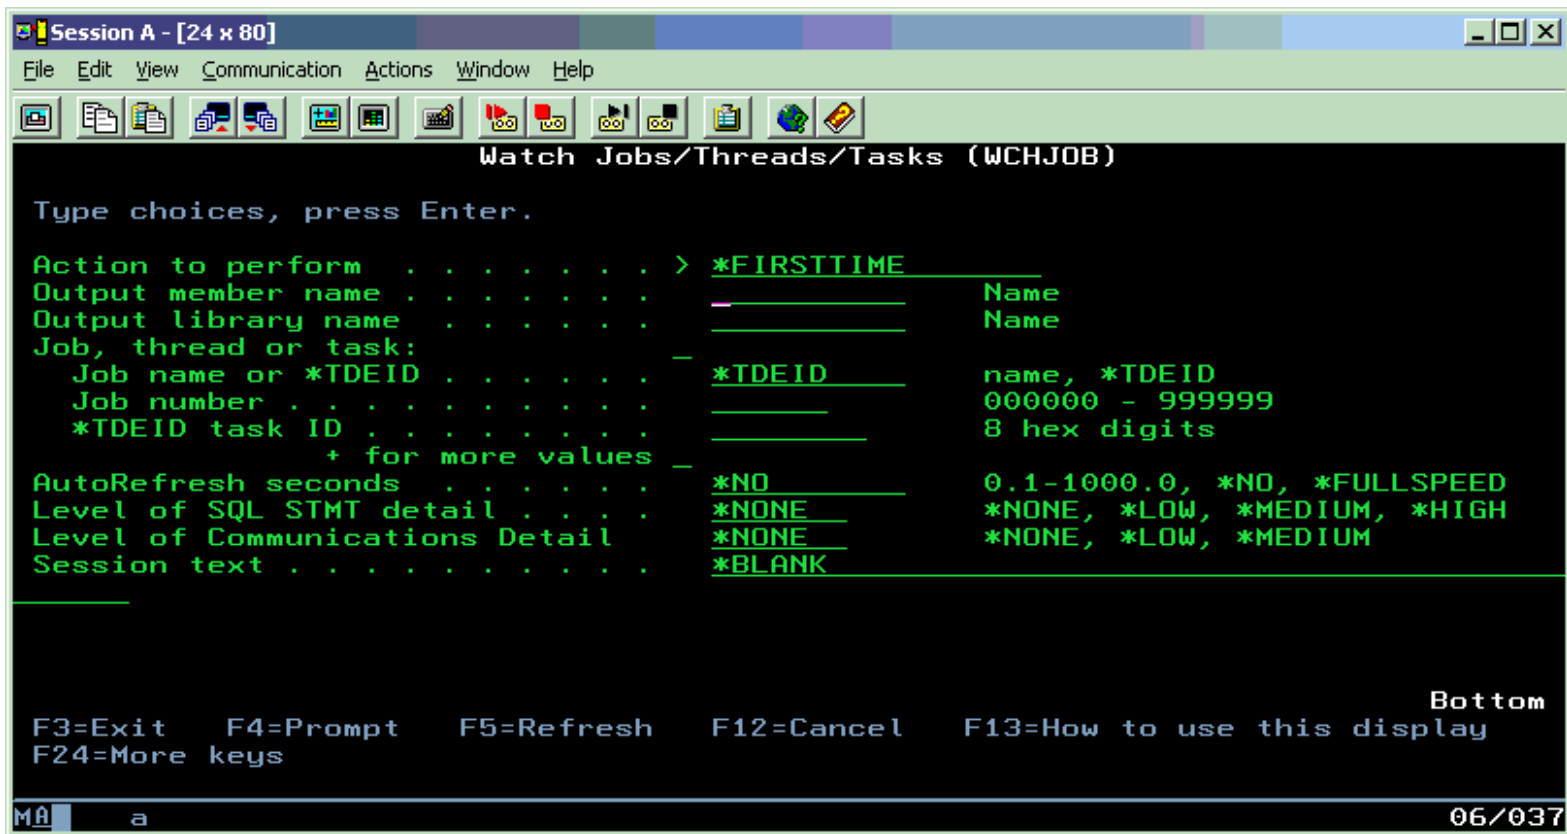 Session A - [24 x 80]
File Edit View Communication Actions Window Help
Watch Jobs/Threads/Tasks (WCHJOB)
Type choices, press Enter.
Action to perform . . . . . . . > *FIRSTTIME
Output member name . . . . . . . Name
Output library name . . . . . . Name
Job, thread or task:
Job name or *TDEID . . . . . . *TDEID name, *TDEID
Job number . . . . . . . . . . 000000 - 999999
*TDEID task ID . . . . . . . . 8 hex digits
+ for more values
AutoRefresh seconds . . . . . . *NO 0.1-1000.0, *NO, *FULLSPEED
Level of SQL STMT detail . . . . *NONE *NONE, *LOW, *MEDIUM, *HIGH
Level of Communications Detail *NONE *NONE, *LOW, *MEDIUM
Session text . . . . . . . . . . *BLANK
Bottom
F3=Exit F4=Prompt F5=Refresh F12=Cancel F13=How to use this display
F24=More keys
MA a 06/037